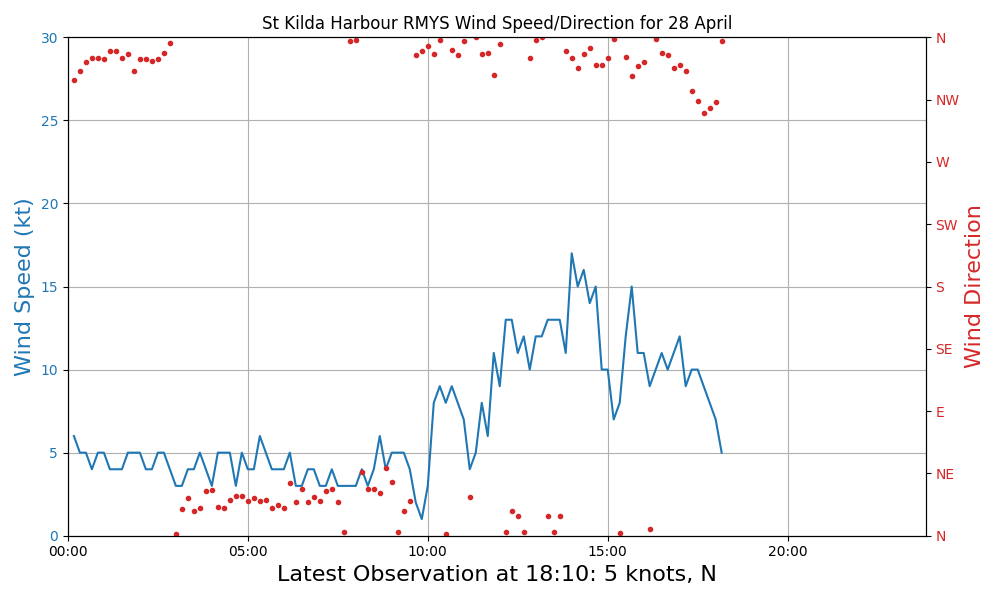 St Kilda Harbour RMYS Wind Speed/Direction for 28 April
30
25
20
15
10
5
0
Wind Speed (kt)
N
NW
W
SW
S
SE
E
NE
N
Wind Direction
00:00 05:00 10:00 15:00 20:00
Latest Observation at 18:10: 5 knots, N